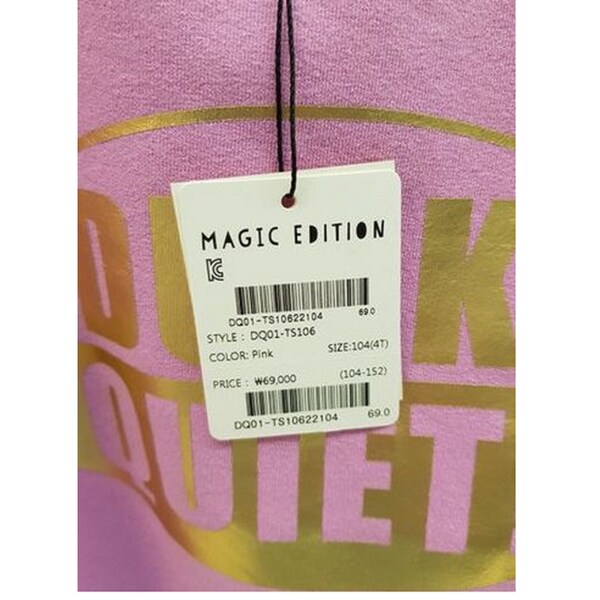 MAGIC EDITION
DQ01-TS10622104 69.0
STYLE : DQ01-TS106
COLOR: Pink SIZE:104(4T)
PRICE : ₩69,000 (104-152)
DQ01-TS10622104 69.0
QUIET.